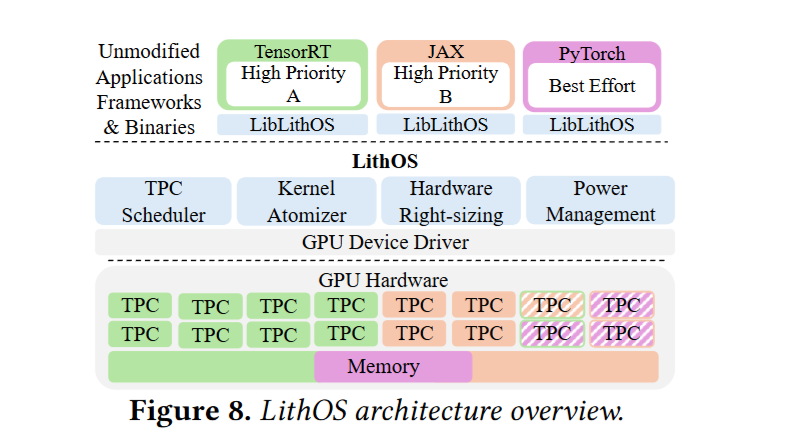 Unmodified
Applications
Frameworks
& Binaries
TensorRT
High Priority
A
LibLithOS
JAX
High Priority
B
LibLithOS
PyTorch
Best Effort
LibLithOS
LithOS
TPC
Scheduler
Kernel
Atomizer
Hardware
Right-sizing
Power
Management
GPU Device Driver
GPU Hardware
TPC TPC TPC TPC TPC TPC TPC TPC
TPC TPC TPC TPC TPC TPC TPC TPC
Memory
Figure 8. LithOS architecture overview.